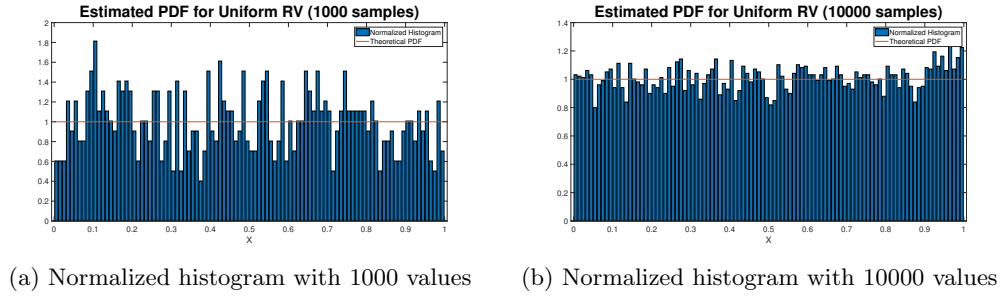 Estimated PDF for Uniform RV (1000 samples)
Normalized Histogram
Theoretical PDF
2
1.8
1.6
1.4
1.2
1
0.8
0.6
0.4
0.2
0
0 0.1 0.2 0.3 0.4 0.5 0.6 0.7 0.8 0.9 1
X
(a) Normalized histogram with 1000 values
Estimated PDF for Uniform RV (10000 samples)
Normalized Histogram
Theoretical PDF
1.4
1.2
1
0.8
0.6
0.4
0.2
0
0 0.1 0.2 0.3 0.4 0.5 0.6 0.7 0.8 0.9 1
X
(b) Normalized histogram with 10000 values